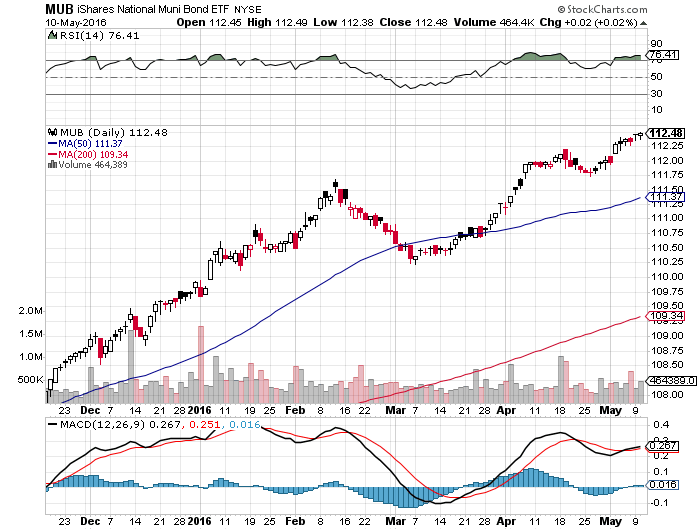 MUB iShares National Muni Bond ETF NYSE © StockCharts.com
10-May-2016 Open 112.45 High 112.49 Low 112.38 Close 112.48 Volume 464.4K Chg +0.02 (+0.02%)
RSI(14) 76.41
90
76.41
70
50
30
10
MUB (Daily) 112.48
MA(50) 111.37
MA(200) 109.34
Volume 464,389
112.48
112.25
112.00
111.75
111.37
111.00
110.75
110.50
110.25
110.00
109.75
109.50
109.34
109.00
108.75
108.50
108.25
464389.0
108.00
2.0M
1.5M
1.0M
500K
23 Dec 7 14 21 28 2016 11 19 25 Feb 8 16 22 Mar 7 14 21 28 Apr 11 18 25 May 9
MACD(12,26,9) 0.267, 0.251, 0.016
0.4
0.267
0.2
0.1
0.016
-0.1
23 Dec 7 14 21 28 2016 11 19 25 Feb 8 16 22 Mar 7 14 21 28 Apr 11 18 25 May 9